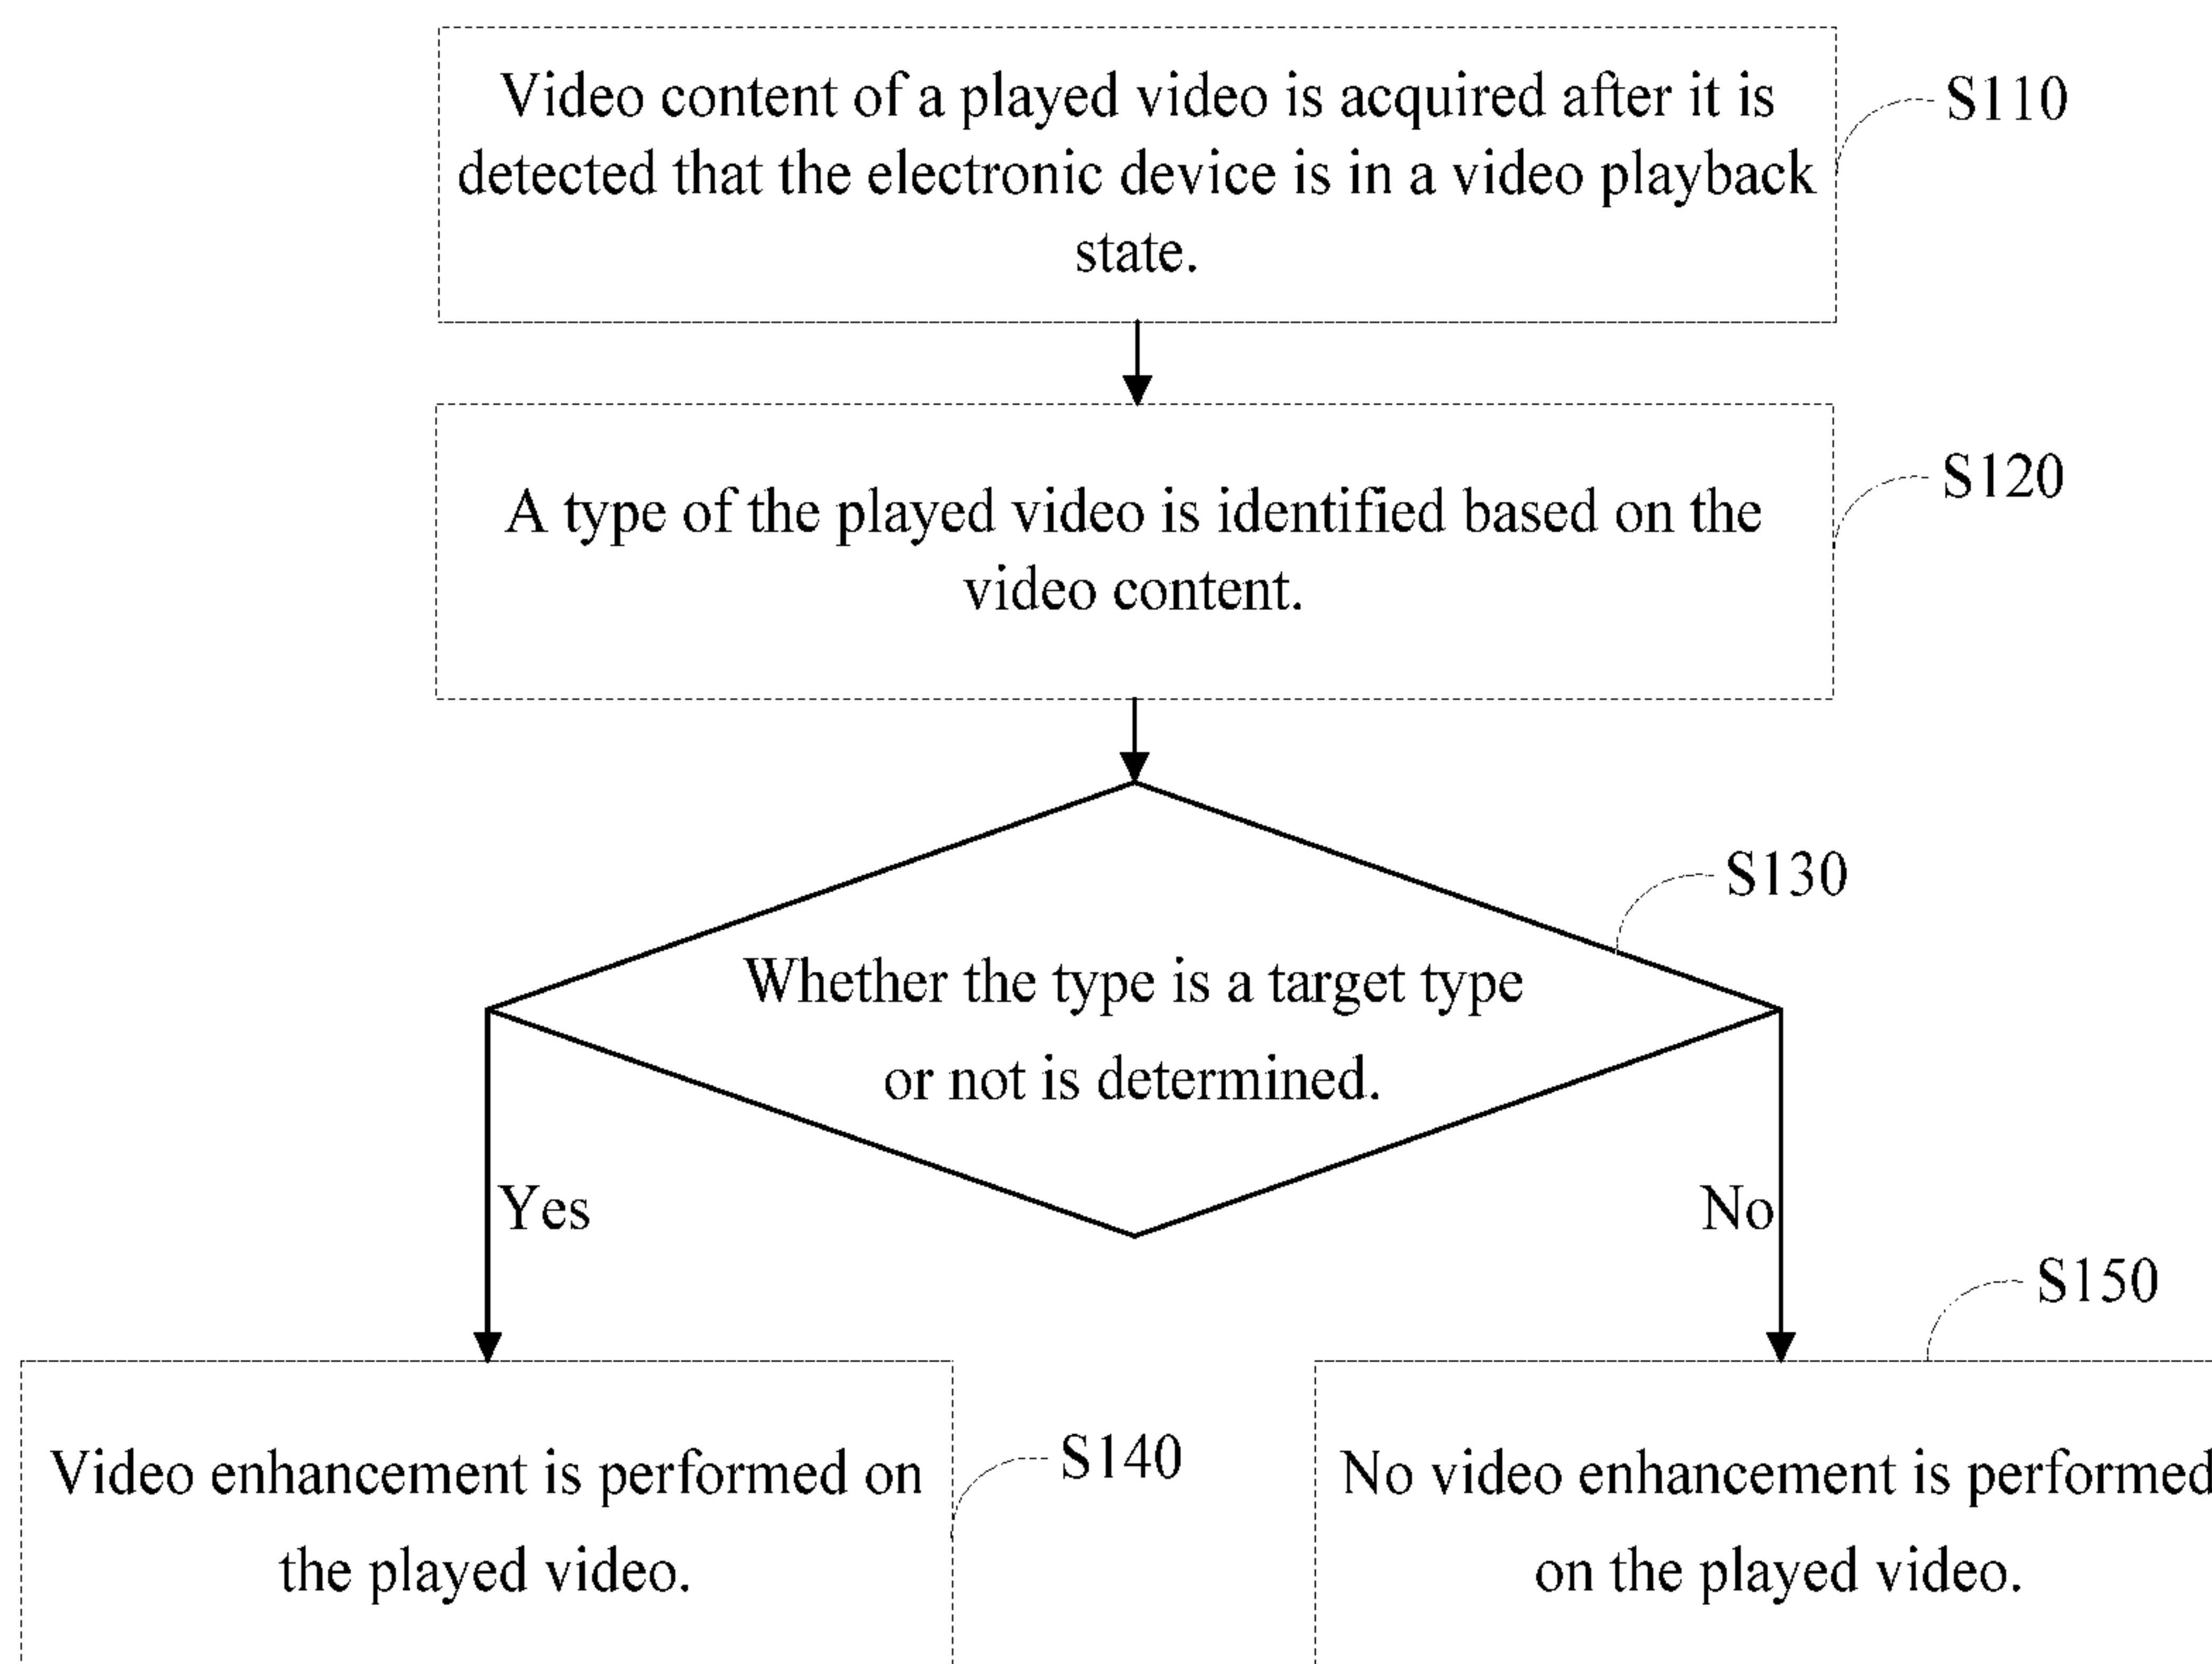 Video content of a played video is acquired after it is
detected that the electronic device is in a video playback
state.
S110
A type of the played video is identified based on the
video content.
S120
Whether the type is a target type
or not is determined.
S130
Yes
No
Video enhancement is performed on
the played video.
S140
No video enhancement is performed
on the played video.
S150